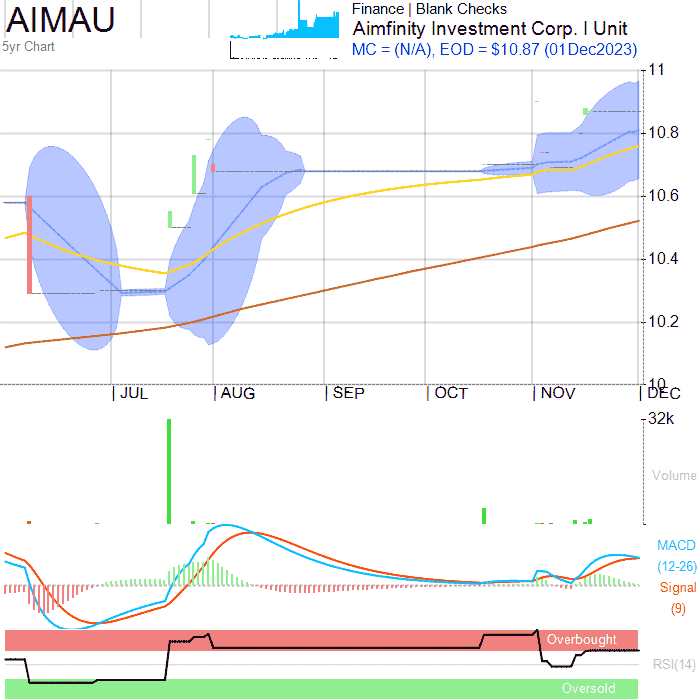 AIMAU
5yr Chart
Finance | Blank Checks
Aimfinity Investment Corp. I Unit
MC = (N/A), EOD = $10.87 (01Dec2023)
11
10.8
10.6
10.4
10.2
10
| JUL
| AUG
| SEP
| OCT
| NOV
| DEC
32k
Volume
MACD
(12-26)
Signal
(9)
Overbought
RSI(14)
Oversold